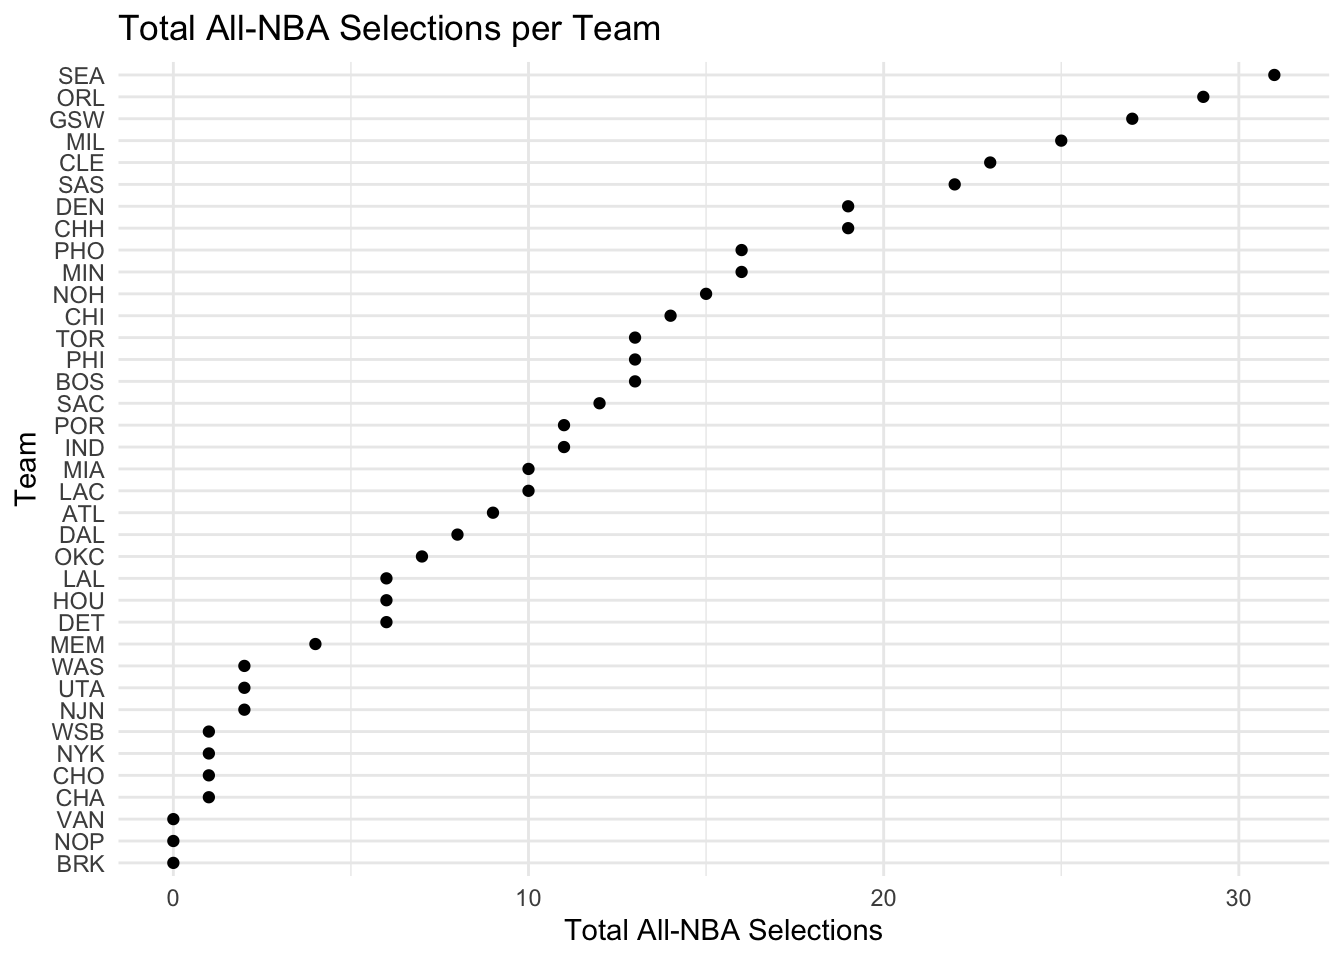 Total All-NBA Selections per Team
SEA
ORL
GSW
MIL
CLE
SAS
DEN
CHH
PHO
MIN
NOH
CHI
TOR
PHI
BOS
SAC
POR
IND
MIA
LAC
ATL
DAL
OKC
LAL
HOU
DET
MEM
WAS
UTA
NJN
WSB
NYK
CHO
CHA
VAN
NOP
BRK
Team
0 10 20 30
Total All-NBA Selections